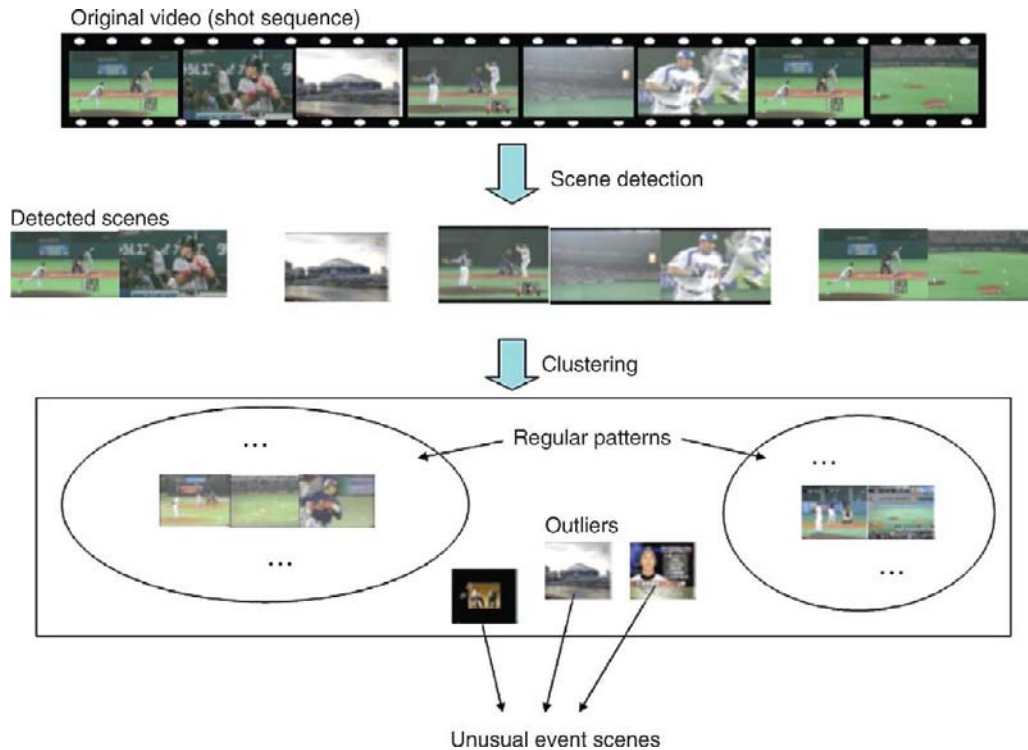 Original video (shot sequence)
Scene detection
Detected scenes
Clustering
...
Regular patterns
...
Outliers
...
...
Unusual event scenes